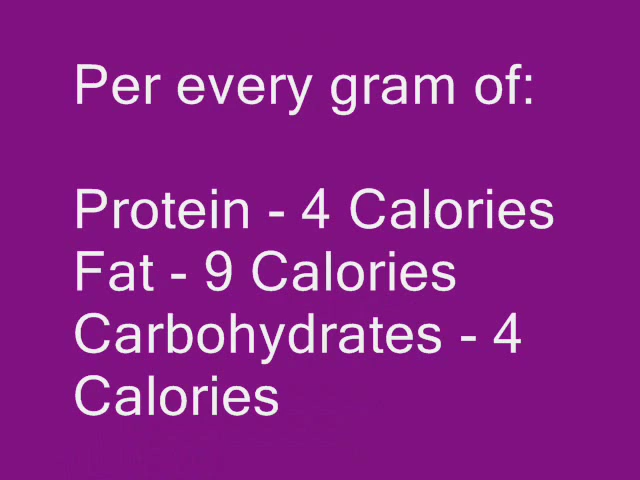 Per every gram of:
Protein - 4 Calories
Fat - 9 Calories
Carbohydrates - 4
Calories